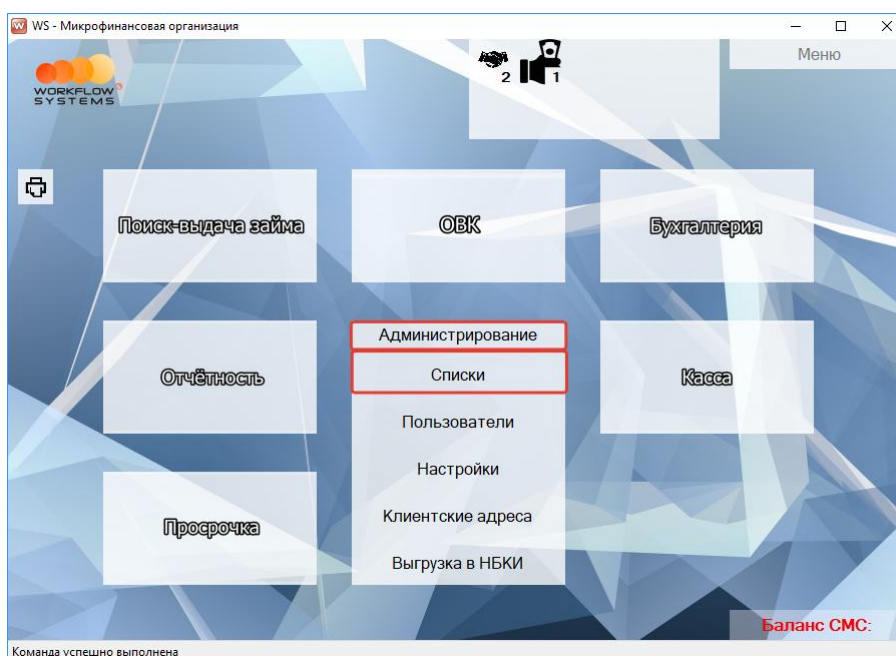 WS - Микрофинансовая организация
Меню
WORKFLOW
SYSTEMS
2
1
Поиск-выдача займа
ОВК
Бухгалтерия
Отчётность
Администрирование
Списки
Касса
Пользователи
Настройки
Просрочка
Клиентские адреса
Выгрузка в НБКИ
Баланс СМС:
Команда успешно выполнена